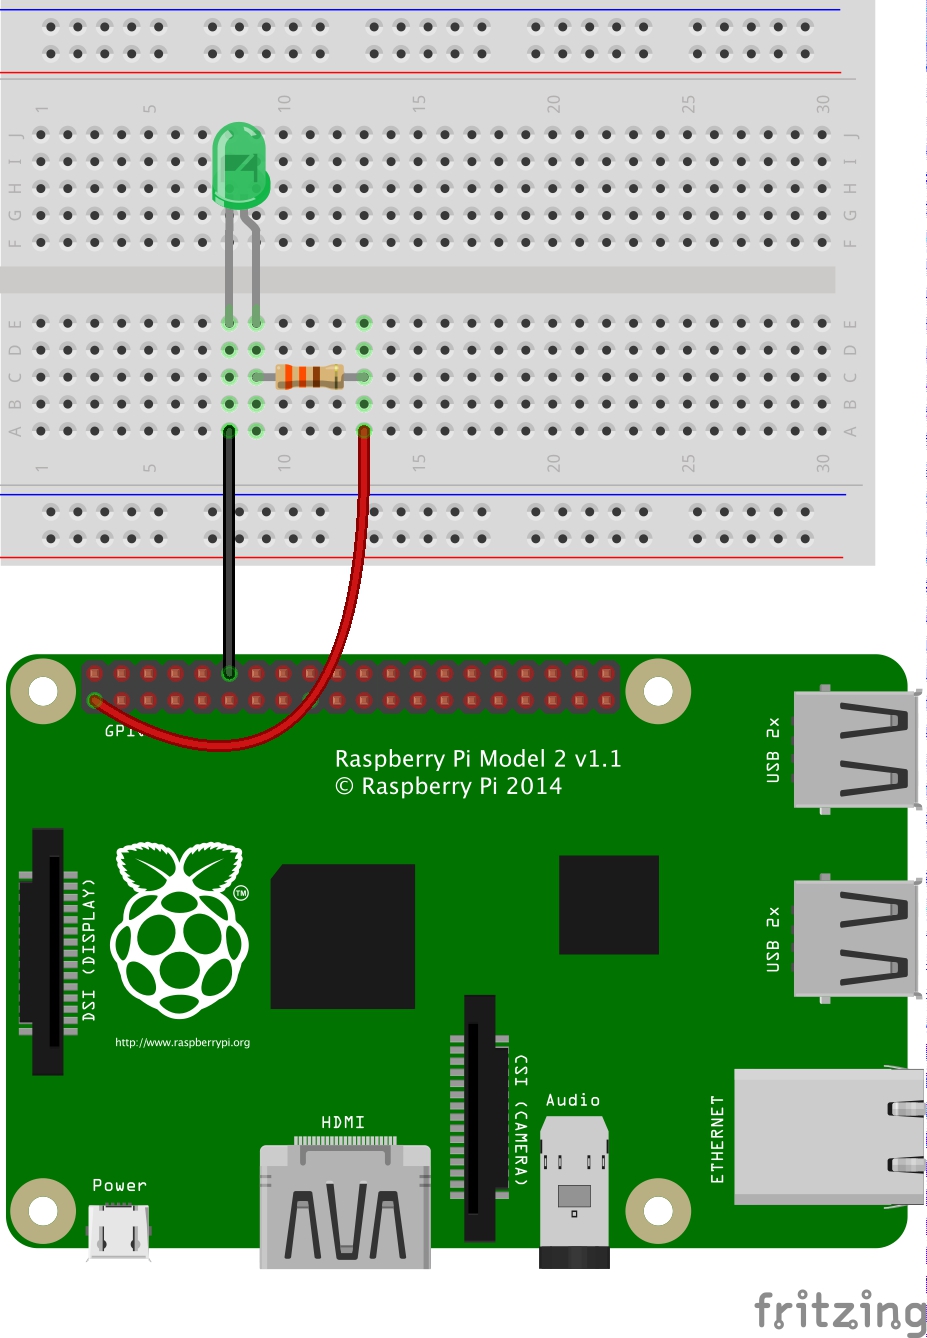 1 5 10 15 20 25 30
J J
I I
H H
G G
F F
E E
D D
C C
B B
A A
1 5 10 15 20 25 30
Raspberry Pi Model 2 v1.1
© Raspberry Pi 2014
USB 2x
USB 2x
DSI (DISPLAY)
TM
http://www.raspberrypi.org
CSI (CAMERA)
Audio
ETHERNET
HDMI
Power
fritzing